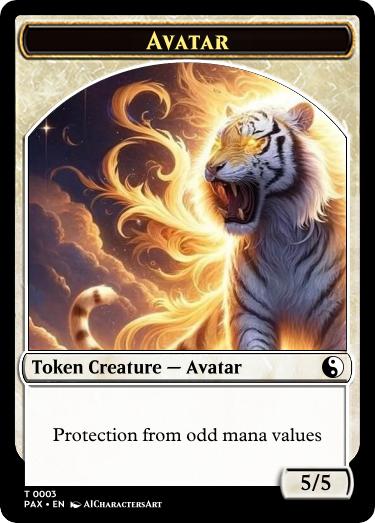 Avatar
Token Creature — Avatar
Protection from odd mana values
5/5
T 0003
PAX • EN AICharactersArt